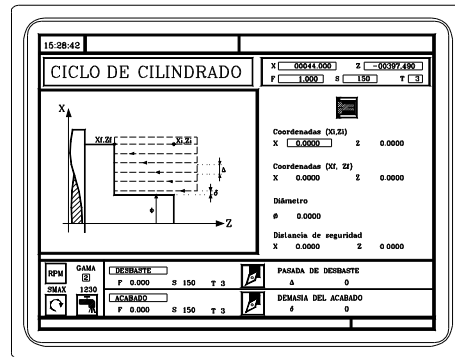 15:28:42
CICLO DE CILINDRADO
X 00044.000 Z -00397.490
F 1.000 S 150 T 3
X
Xf,Zf Xi,Zi
Δ
δ
ø
Z
Coordenadas (Xi,Zi)
X 0.0000 Z 0.0000
Coordenadas (Xf, Zf)
X 0.0000 Z 0.0000
Diámetro
ø 0.0000
Distancia de seguridad
X 0.0000 Z 0.0000
RPM GAMA
2
SMAX 1230
DESBASTE
F 0.000 S 150 T 3
PASADA DE DESBASTE
Δ 0
ACABADO
F 0.000 S 150 T 3
DEMASIA DEL ACABADO
δ 0